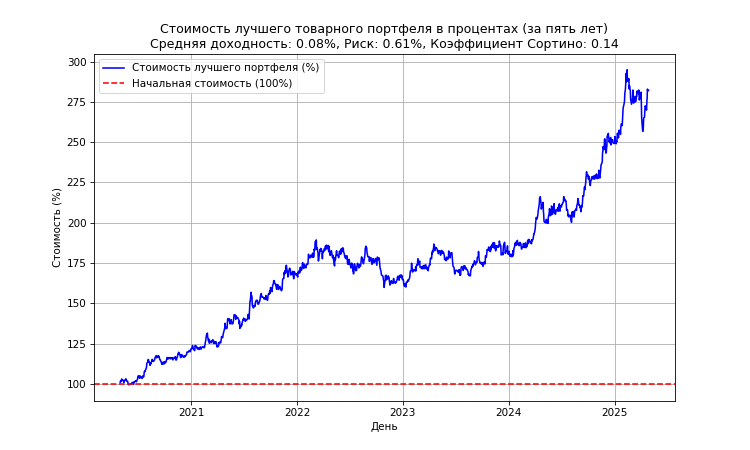 Стоимость лучшего товарного портфеля в процентах (за пять лет)
Средняя доходность: 0.08%, Риск: 0.61%, Коэффициент Сортино: 0.14
Стоимость лучшего портфеля (%)
Начальная стоимость (100%)
Стоимость (%)
300
275
250
225
200
175
150
125
100
2021
2022
2023
2024
2025
День